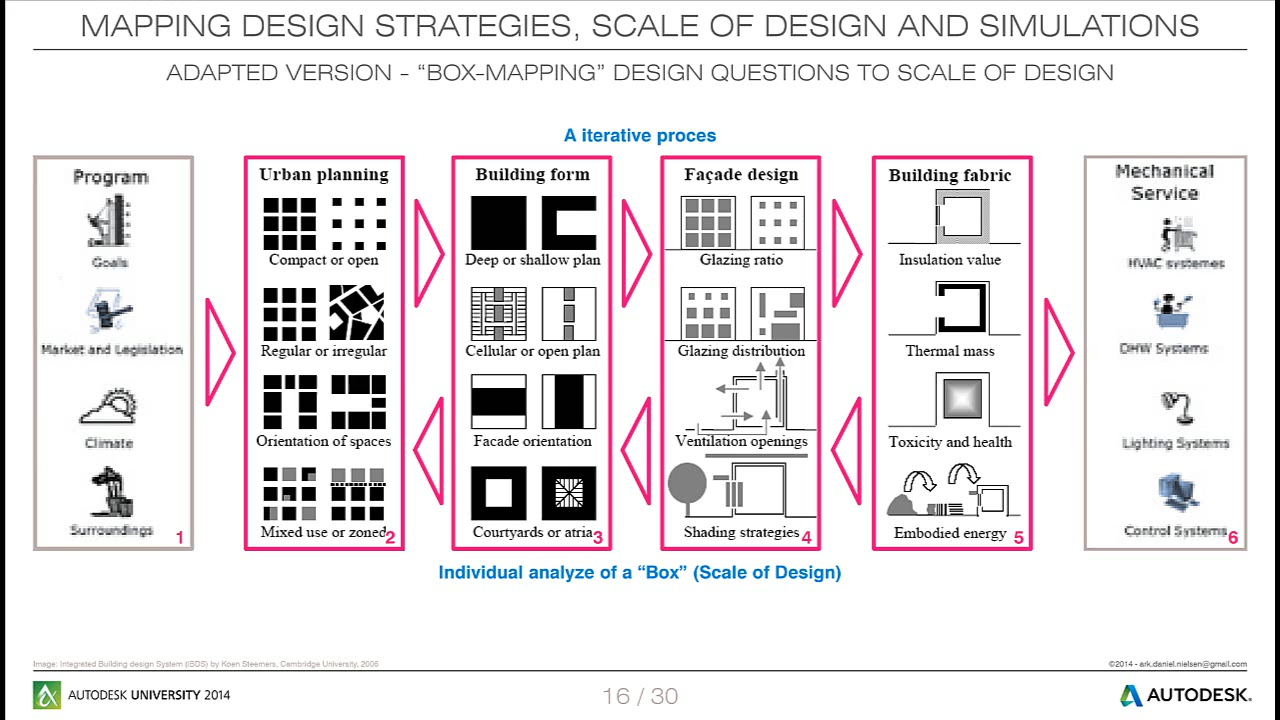 MAPPING DESIGN STRATEGIES, SCALE OF DESIGN AND SIMULATIONS
ADAPTED VERSION - “BOX-MAPPING” DESIGN QUESTIONS TO SCALE OF DESIGN
A iterative proces
Program
Goals
Market and Legislation
Climate
Surroundings
1
Urban planning
Compact or open
Regular or irregular
Orientation of spaces
Mixed use or zoned
2
Building form
Deep or shallow plan
Cellular or open plan
Facade orientation
Courtyards or atria
3
Façade design
Glazing ratio
Glazing distribution
Ventilation openings
Shading strategies
4
Building fabric
Insulation value
Thermal mass
Toxicity and health
Embodied energy
5
Mechanical
Service
HVAC systemes
DHW Systems
Lighting Systems
Control Systems
6
Individual analyze of a “Box” (Scale of Design)
Image: Integrated Building design System (IBDS) by Koen Steemers, Cambridge University, 2006
©2014 - ark.daniel.nielsen@gmail.com
AUTODESK UNIVERSITY 2014
16 / 30
AUTODESK.